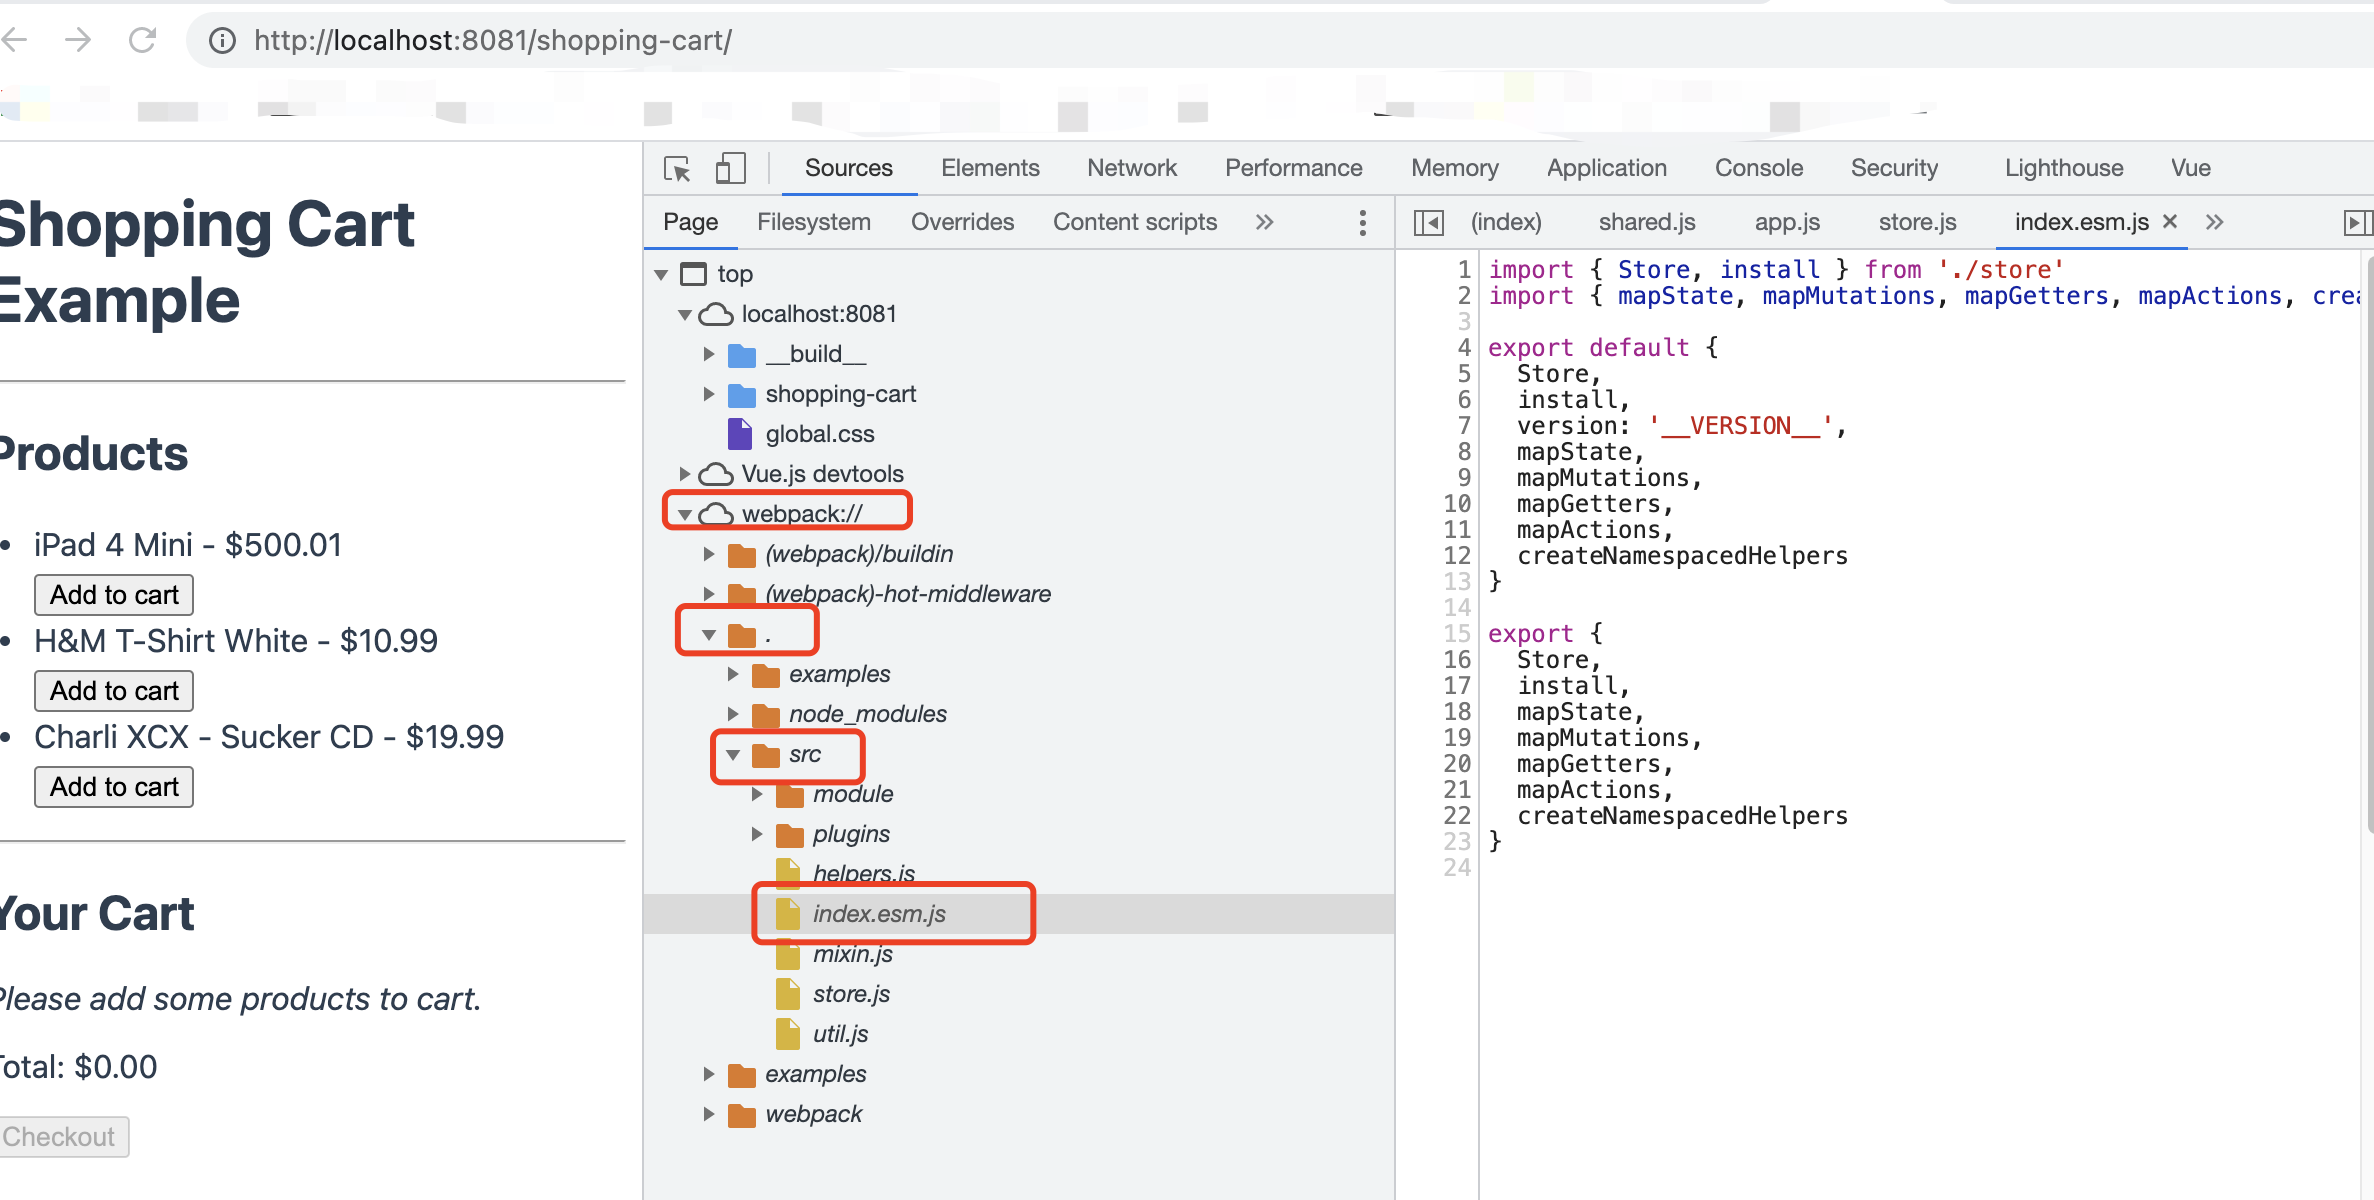 http://localhost:8081/shopping-cart/
Sources Elements Network Performance Memory Application Console Security Lighthouse Vue
Page Filesystem Overrides Content scripts »
(index) shared.js app.js store.js index.esm.js × »
Shopping Cart
Example
Products
iPad 4 Mini - $500.01
Add to cart
H&M T-Shirt White - $10.99
Add to cart
Charli XCX - Sucker CD - $19.99
Add to cart
Your Cart
Please add some products to cart.
Total: $0.00
Checkout
top
localhost:8081
__build__
shopping-cart
global.css
Vue.js devtools
webpack://
(webpack)/buildin
(webpack)-hot-middleware
.
examples
node_modules
src
module
plugins
helpers.js
index.esm.js
mixin.js
store.js
util.js
examples
webpack
1 import { Store, install } from './store'
2 import { mapState, mapMutations, mapGetters, mapActions, crea
3
4 export default {
5 Store,
6 install,
7 version: '__VERSION__',
8 mapState,
9 mapMutations,
10 mapGetters,
11 mapActions,
12 createNamespacedHelpers
13 }
14
15 export {
16 Store,
17 install,
18 mapState,
19 mapMutations,
20 mapGetters,
21 mapActions,
22 createNamespacedHelpers
23 }
24